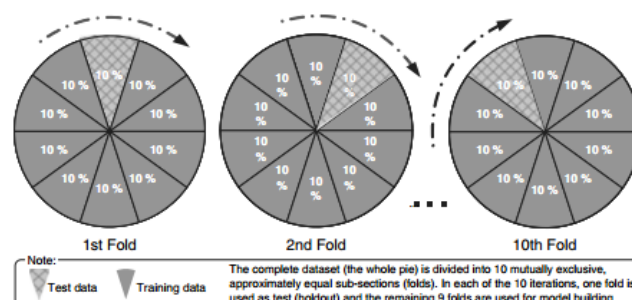 10 % 10 % 10 %
10 % 10 %
10 % 10 %
10 % 10 % 10 %
1st Fold
10 % 10 % 10 %
10 % 10 %
10 % 10 %
10 % 10 % 10 %
2nd Fold
10 % 10 % 10 %
10 % 10 %
10 % 10 %
10 % 10 % 10 %
10th Fold
Note:
Test data
Training data
The complete dataset (the whole pie) is divided into 10 mutually exclusive,
approximately equal sub-sections (folds). In each of the 10 iterations, one fold is
used as test (holdout) and the remaining 9 folds are used for model building